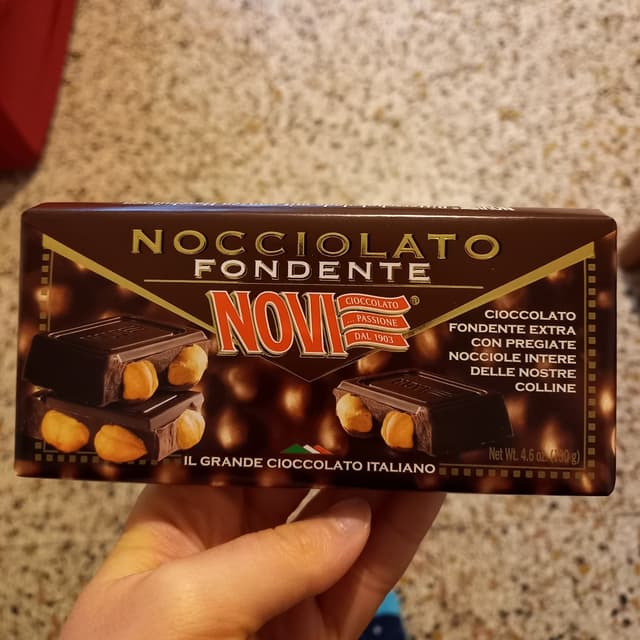 NOCCIOLATO
FONDENTE
NOVI
CIOCCOLATO
PASSIONE
DAL 1903
®
CIOCCOLATO
FONDENTE EXTRA
CON PREGIATE
NOCCIOLE INTERE
DELLE NOSTRE
COLLINE
Net Wt. 4.6 oz. (130 g)
IL GRANDE CIOCCOLATO ITALIANO